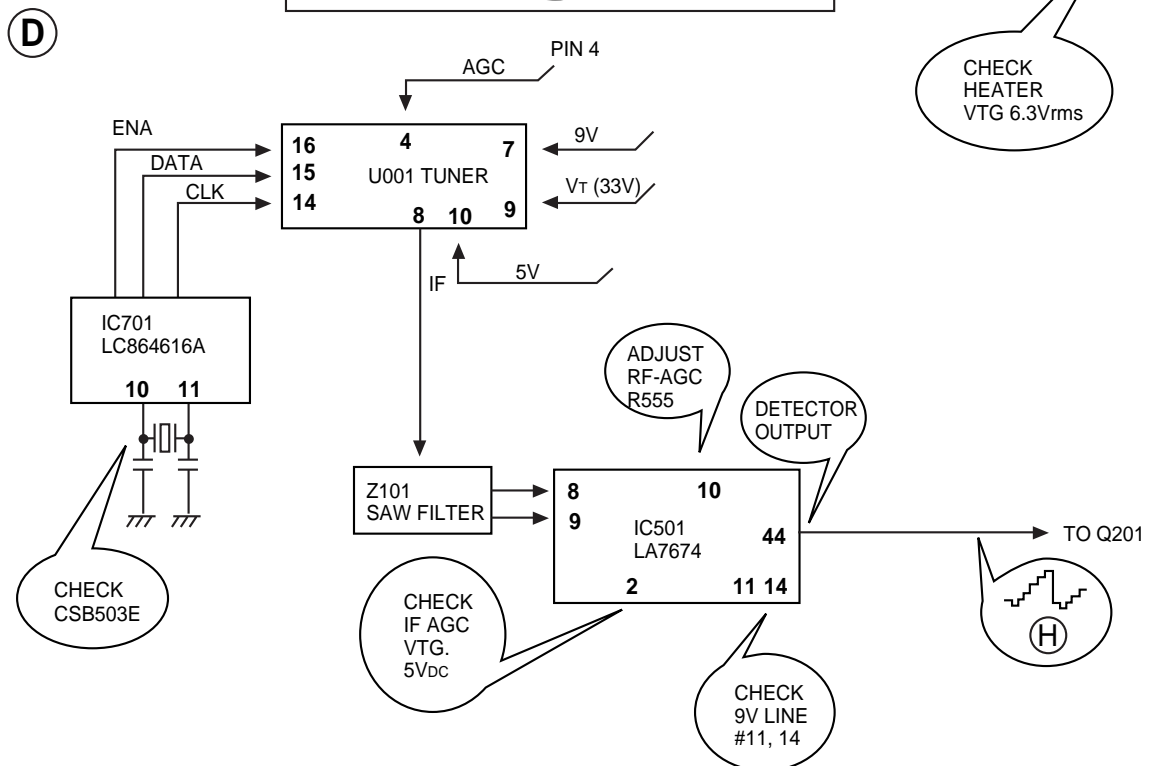 D
CHECK
HEATER
VTG 6.3Vrms
PIN 4
AGC
ENA
DATA
CLK
16
15
14
4
7
U001 TUNER
8 10 9
9V
VT (33V)
IF
5V
IC701
LC864616A
10 11
CHECK
CSB503E
ADJUST
RF-AGC
R555
DETECTOR
OUTPUT
Z101
SAW FILTER
8
9
10
IC501
LA7674
44
2
11 14
TO Q201
H
CHECK
IF AGC
VTG.
5VDC
CHECK
9V LINE
#11, 14